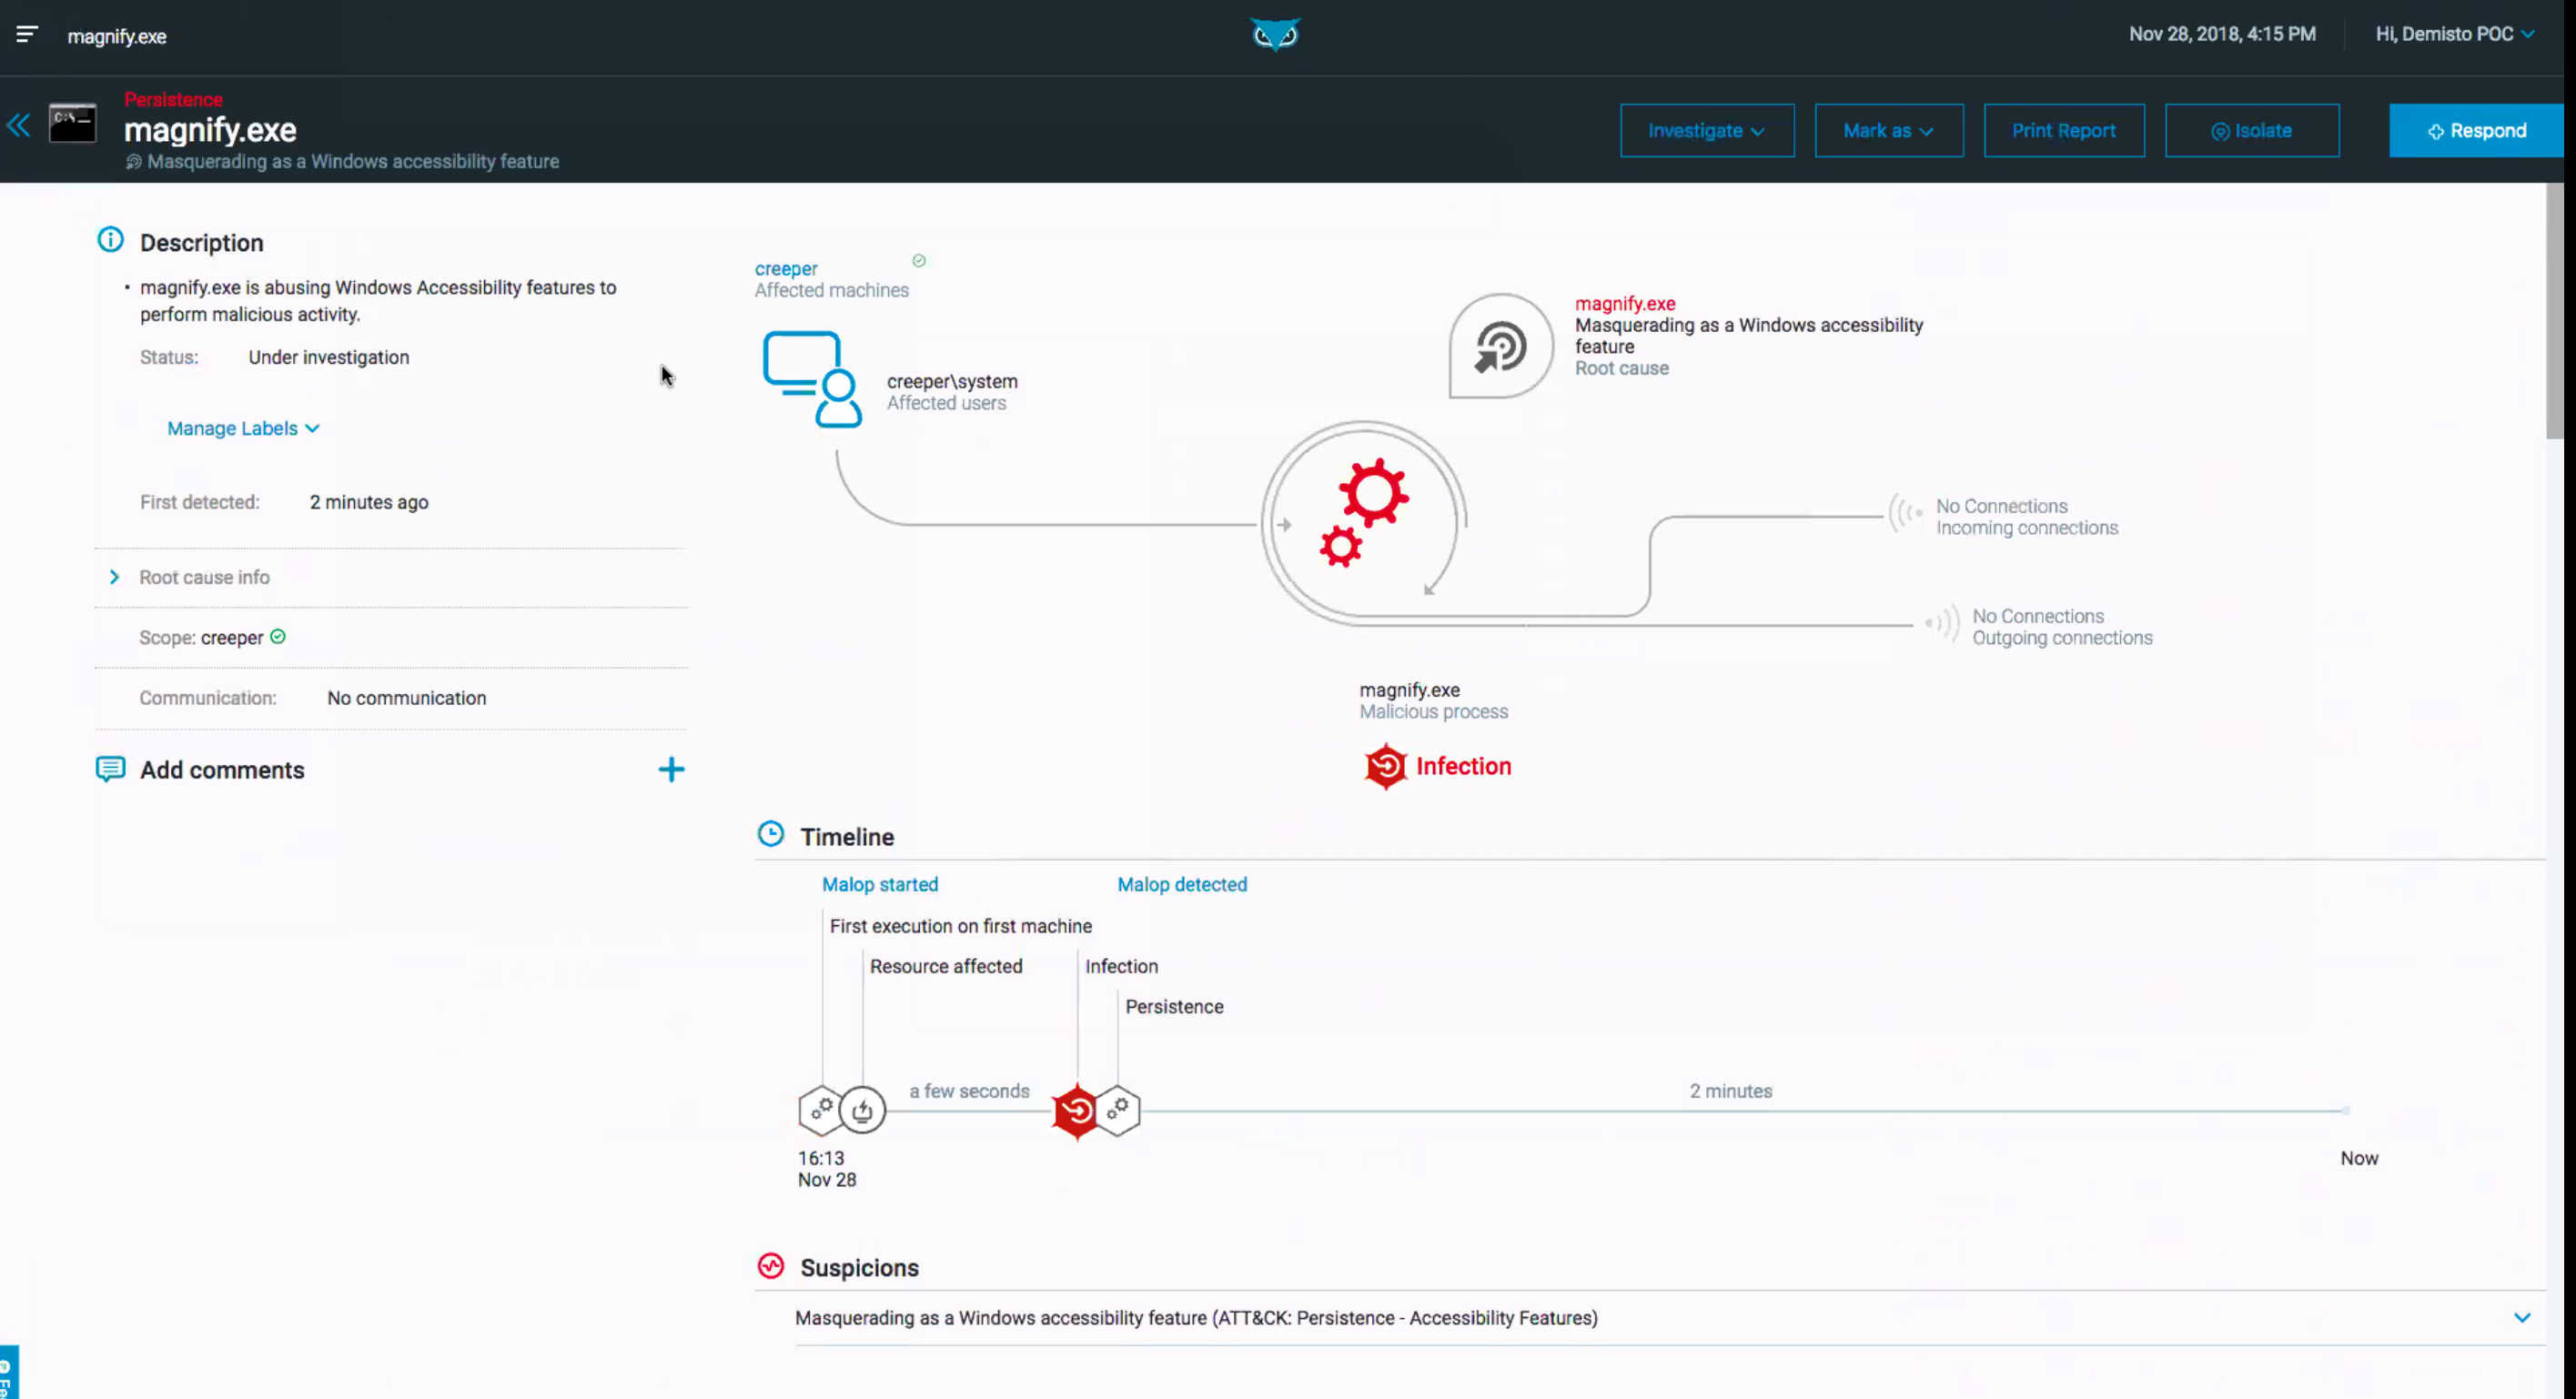 magnify.exe
Nov 28, 2018, 4:15 PM
Hi, Demisto POC
Persistence
magnify.exe
Masquerading as a Windows accessibility feature
Investigate
Mark as
Print Report
Isolate
Respond
Description
• magnify.exe is abusing Windows Accessibility features to
perform malicious activity.
Status: Under investigation
Manage Labels
First detected: 2 minutes ago
Root cause info
Scope: creeper
Communication: No communication
Add comments
creeper
Affected machines
creeper\system
Affected users
magnify.exe
Masquerading as a Windows accessibility
feature
Root cause
No Connections
Incoming connections
No Connections
Outgoing connections
magnify.exe
Malicious process
Infection
Timeline
Malop started
Malop detected
First execution on first machine
Resource affected
Infection
Persistence
a few seconds
2 minutes
16:13
Nov 28
Now
Suspicions
Masquerading as a Windows accessibility feature (ATT&CK: Persistence - Accessibility Features)